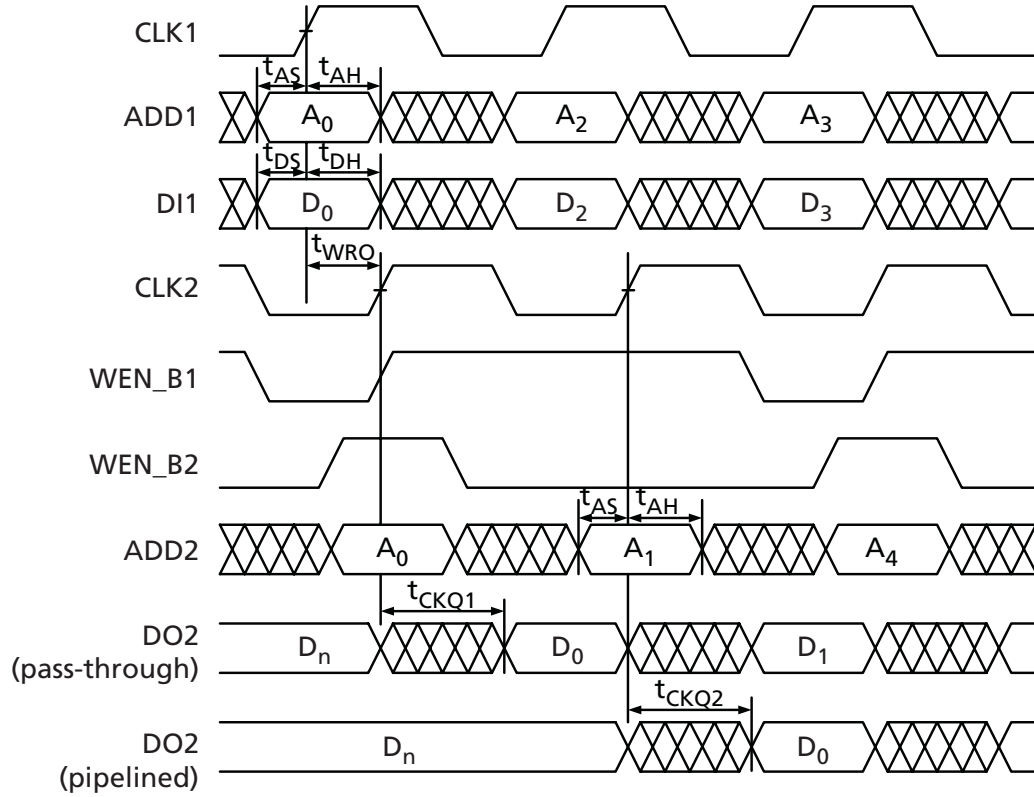 CLK1
tAS tAH
ADD1 A0 A2 A3
tDS tDH
DI1 D0 D2 D3
tWRO
CLK2
WEN_B1
WEN_B2
tAS tAH
ADD2 A0 A1 A4
tCKQ1
DO2
(pass-through) Dn D0 D1
tCKQ2
DO2
(pipelined) Dn D0